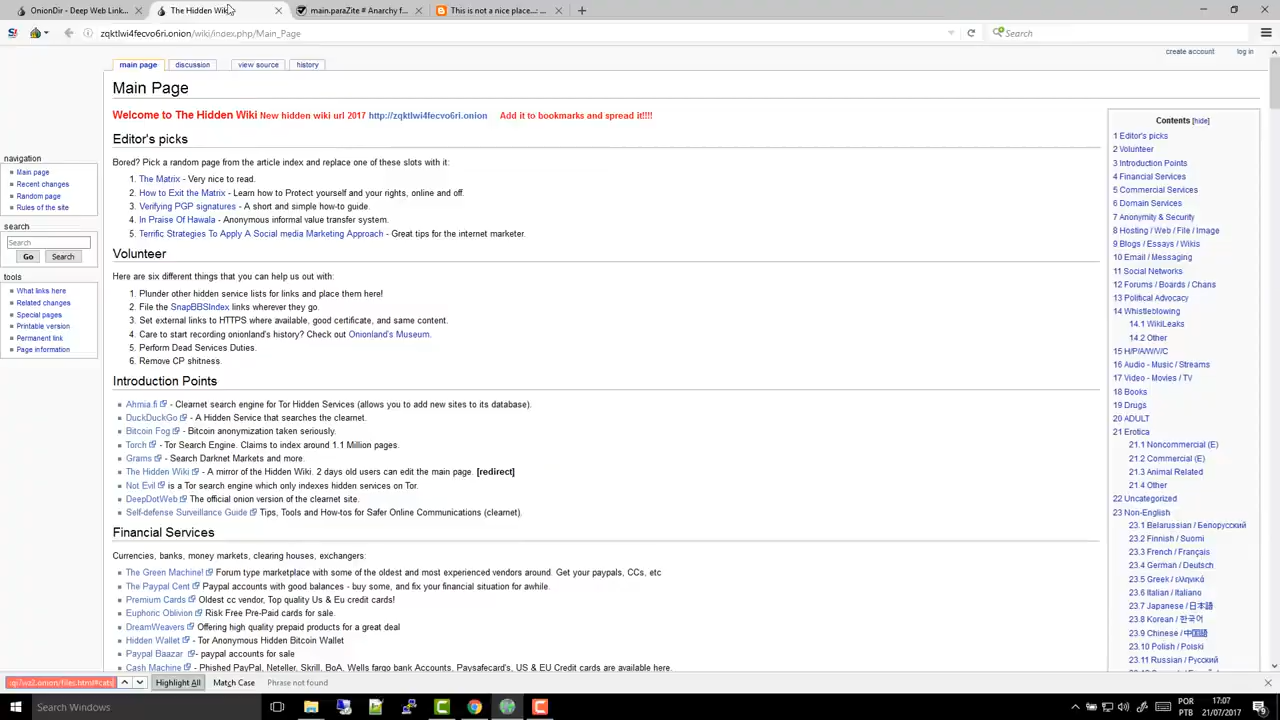 OnionDir - Deep Web Link...
The Hidden Wiki
main.paraZite # Anarchy f...
This is not a nice place...: ...
zqktlwi4fecvo6ri.onion/wiki/index.php/Main_Page
Search
create account log in
main page discussion view source history
Main Page
Welcome to The Hidden Wiki New hidden wiki url 2017 http://zqktlwi4fecvo6ri.onion Add it to bookmarks and spread it!!!!
Editor's picks
Bored? Pick a random page from the article index and replace one of these slots with it:
1. The Matrix - Very nice to read.
2. How to Exit the Matrix - Learn how to Protect yourself and your rights, online and off.
3. Verifying PGP signatures - A short and simple how-to guide.
4. In Praise Of Hawala - Anonymous informal value transfer system.
5. Terrific Strategies To Apply A Social media Marketing Approach - Great tips for the internet marketer.
Volunteer
Here are six different things that you can help us out with:
1. Plunder other hidden service lists for links and place them here!
2. File the SnapBBSIndex links wherever they go.
3. Set external links to HTTPS where available, good certificate, and same content.
4. Care to start recording onionland's history? Check out Onionland's Museum.
5. Perform Dead Services Duties.
6. Remove CP shitness.
Introduction Points
Ahmia.fi - Clearnet search engine for Tor Hidden Services (allows you to add new sites to its database).
DuckDuckGo - A Hidden Service that searches the clearnet.
Bitcoin Fog - Bitcoin anonymization taken seriously.
Torch - Tor Search Engine. Claims to index around 1.1 Million pages.
Grams - Search Darknet Markets and more.
The Hidden Wiki - A mirror of the Hidden Wiki. 2 days old users can edit the main page. [redirect]
Not Evil is a Tor search engine which only indexes hidden services on Tor.
DeepDotWeb The official onion version of the clearnet site.
Self-defense Surveillance Guide Tips, Tools and How-tos for Safer Online Communications (clearnet).
Financial Services
Currencies, banks, money markets, clearing houses, exchangers:
The Green Machine! Forum type marketplace with some of the oldest and most experienced vendors around. Get your paypals, CCs, etc
The Paypal Cent Paypal accounts with good balances - buy some, and fix your financial situation for awhile.
Premium Cards Oldest cc vendor, Top quality Us & Eu credit cards!
Euphoric Oblivion Risk Free Pre-Paid cards for sale.
DreamWeavers Offering high quality prepaid products for a great deal
Hidden Wallet - Tor Anonymous Hidden Bitcoin Wallet
Paypal Baazar - paypal accounts for sale
Cash Machine - Phished PayPal, Neteller, Skrill, BoA, Wells fargo bank Accounts, Paysafecard's, US & EU Credit cards are available here.
navigation
Main page
Recent changes
Random page
Rules of the site
search
Search
Go Search
tools
What links here
Related changes
Special pages
Printable version
Permanent link
Page information
Contents [hide]
1 Editor's picks
2 Volunteer
3 Introduction Points
4 Financial Services
5 Commercial Services
6 Domain Services
7 Anonymity & Security
8 Hosting / Web / File / Image
9 Blogs / Essays / Wikis
10 Email / Messaging
11 Social Networks
12 Forums / Boards / Chans
13 Political Advocacy
14 Whistleblowing
14.1 WikiLeaks
14.2 Other
15 H/P/A/W/V/C
16 Audio - Music / Streams
17 Video - Movies / TV
18 Books
19 Drugs
20 ADULT
21 Erotica
21.1 Noncommercial (E)
21.2 Commercial (E)
21.3 Animal Related
21.4 Other
22 Uncategorized
23 Non-English
23.1 Belarussian / Белорусский
23.2 Finnish / Suomi
23.3 French / Français
23.4 German / Deutsch
23.5 Greek / ελληνικά
23.6 Italian / Italiano
23.7 Japanese / 日本語
23.8 Korean / 한국어
23.9 Chinese / 中国語
23.10 Polish / Polski
23.11 Russian / Русский
Highlight All Match Case Phrase not found
Search Windows
POR
PTB
17:07
21/07/2017